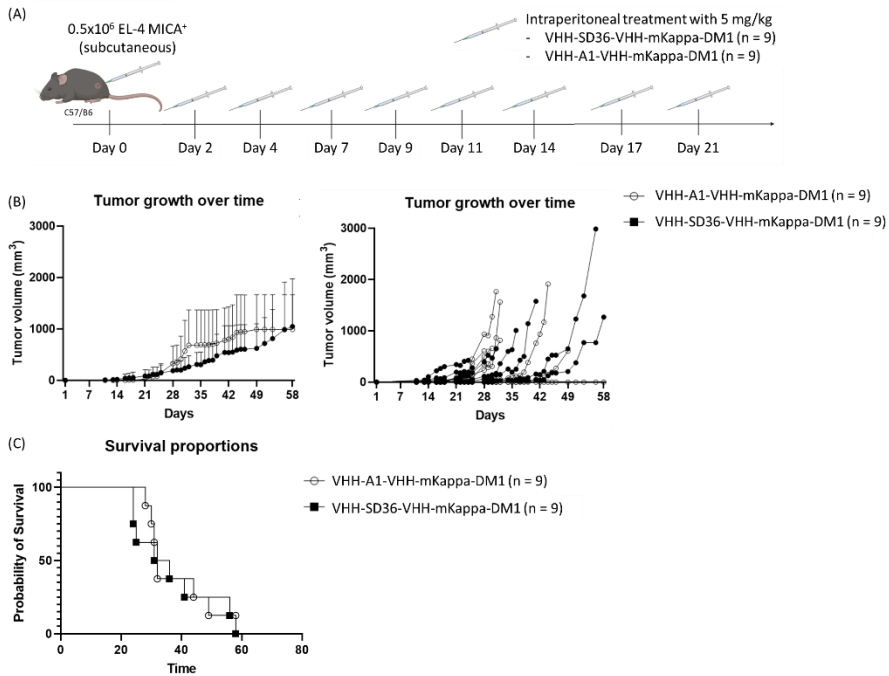 (A)
0.5x10⁶ EL-4 MICA⁺
(subcutaneous)
C57/B6
Intraperitoneal treatment with 5 mg/kg
- VHH-SD36-VHH-mKappa-DM1 (n = 9)
- VHH-A1-VHH-mKappa-DM1 (n = 9)
Day 0 Day 2 Day 4 Day 7 Day 9 Day 11 Day 14 Day 17 Day 21
(B)
Tumor growth over time
Tumor volume (mm³)
3000
2000
1000
0
1 7 14 21 28 35 42 49 58
Days
Tumor growth over time
Tumor volume (mm³)
3000
2000
1000
0
1 7 14 21 28 35 42 49 58
Days
VHH-A1-VHH-mKappa-DM1 (n = 9)
VHH-SD36-VHH-mKappa-DM1 (n = 9)
(C)
Survival proportions
Probability of Survival
100
50
0
0 20 40 60 80
Time
VHH-A1-VHH-mKappa-DM1 (n = 9)
VHH-SD36-VHH-mKappa-DM1 (n = 9)